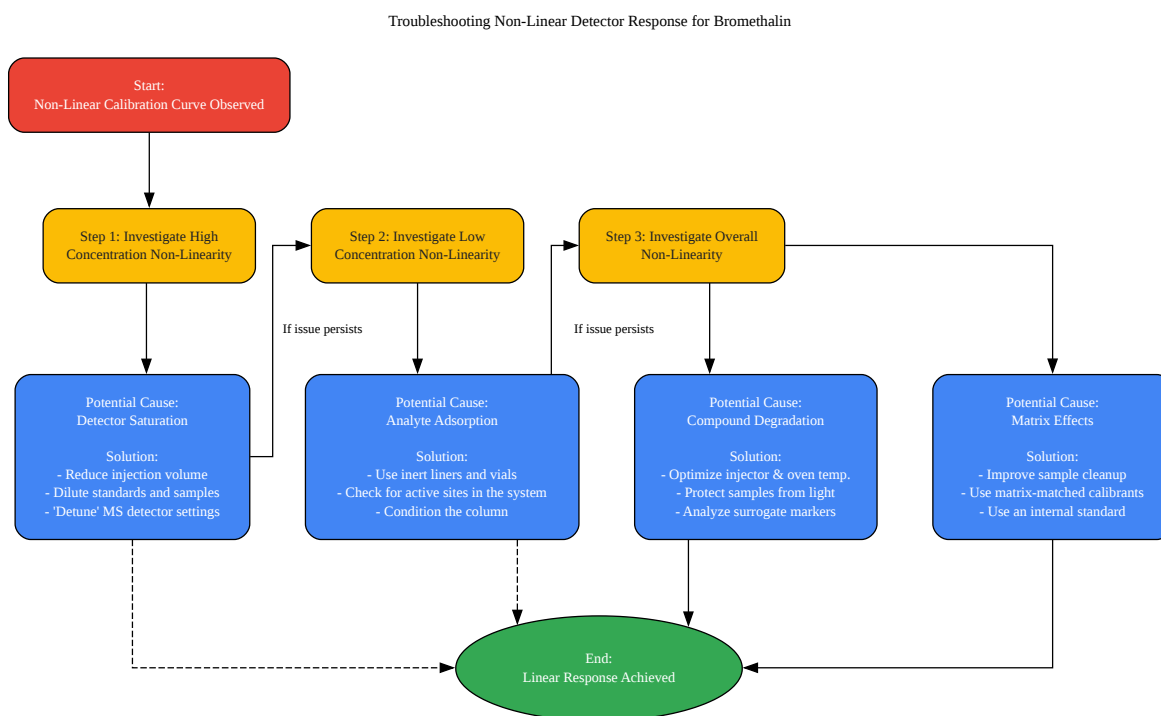 Troubleshooting Non-Linear Detector Response for Bromethalin
Start:
Non-Linear Calibration Curve Observed
Step 1: Investigate High
Concentration Non-Linearity
Step 2: Investigate Low
Concentration Non-Linearity
Step 3: Investigate Overall
Non-Linearity
If issue persists
If issue persists
Potential Cause:
Detector Saturation
Solution:
- Reduce injection volume
- Dilute standards and samples
- 'Detune' MS detector settings
Potential Cause:
Analyte Adsorption
Solution:
- Use inert liners and vials
- Check for active sites in the system
- Condition the column
Potential Cause:
Compound Degradation
Solution:
- Optimize injector & oven temp.
- Protect samples from light
- Analyze surrogate markers
Potential Cause:
Matrix Effects
Solution:
- Improve sample cleanup
- Use matrix-matched calibrants
- Use an internal standard
End:
Linear Response Achieved